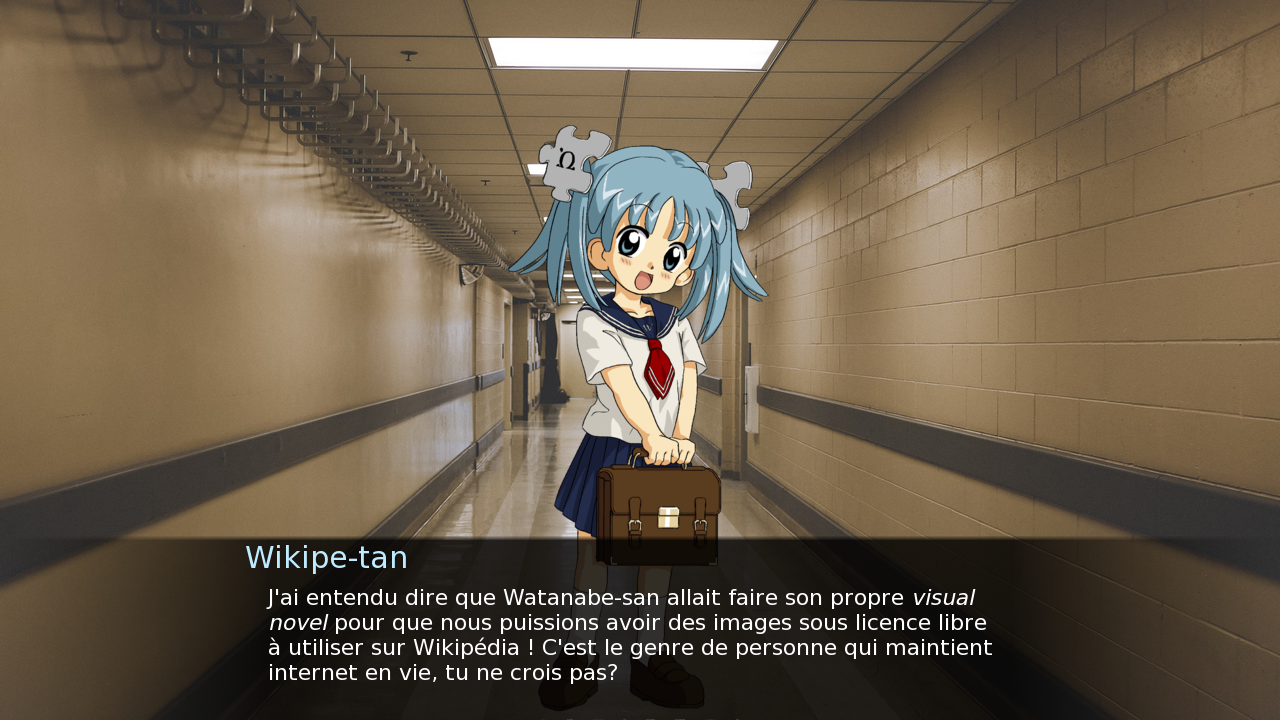 Ω
Wikipe-tan
J'ai entendu dire que Watanabe-san allait faire son propre visual
novel pour que nous puissions avoir des images sous licence libre
à utiliser sur Wikipédia ! C'est le genre de personne qui maintient
internet en vie, tu ne crois pas?